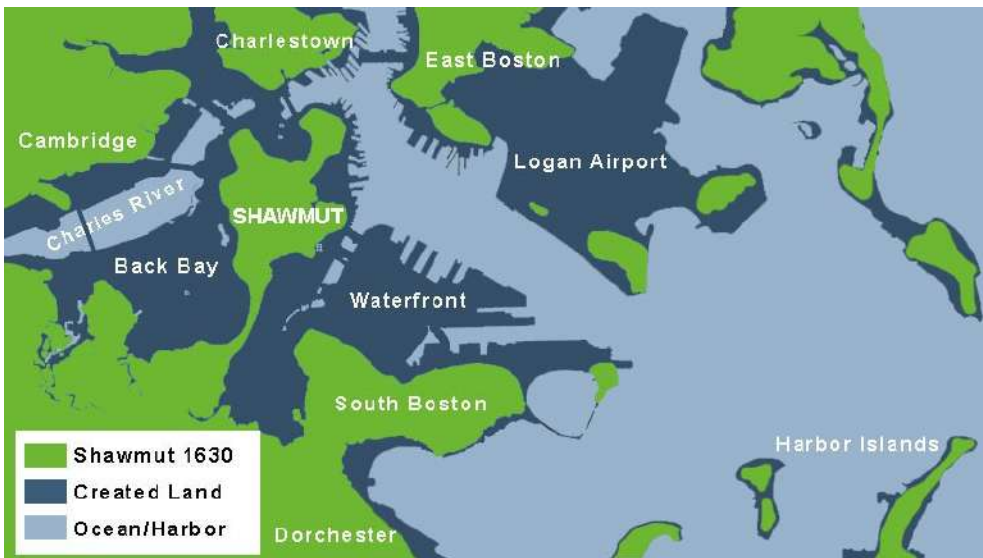 Charlestown
East Boston
Cambridge
Logan Airport
Charles River
SHAWMUT
Back Bay
Waterfront
South Boston
Harbor Islands
Shawmut 1630
Created Land
Ocean/Harbor
Dorchester